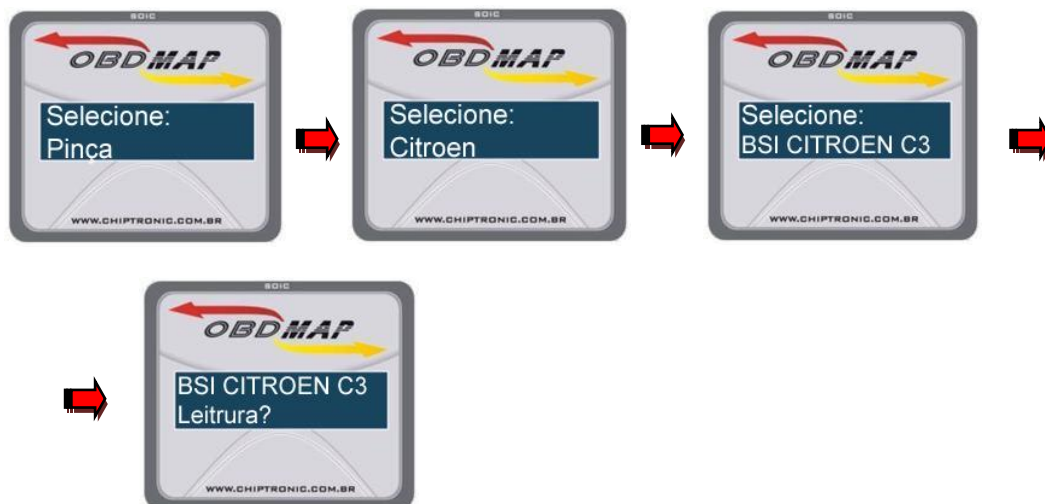 SOIC
OBDMAP
Selecione:
Pinça
WWW.CHIPTRONIC.COM.BR
SOIC
OBDMAP
Selecione:
Citroen
WWW.CHIPTRONIC.COM.BR
SOIC
OBDMAP
Selecione:
BSI CITROEN C3
WWW.CHIPTRONIC.COM.BR
SOIC
OBDMAP
BSI CITROEN C3
Leitrura?
WWW.CHIPTRONIC.COM.BR